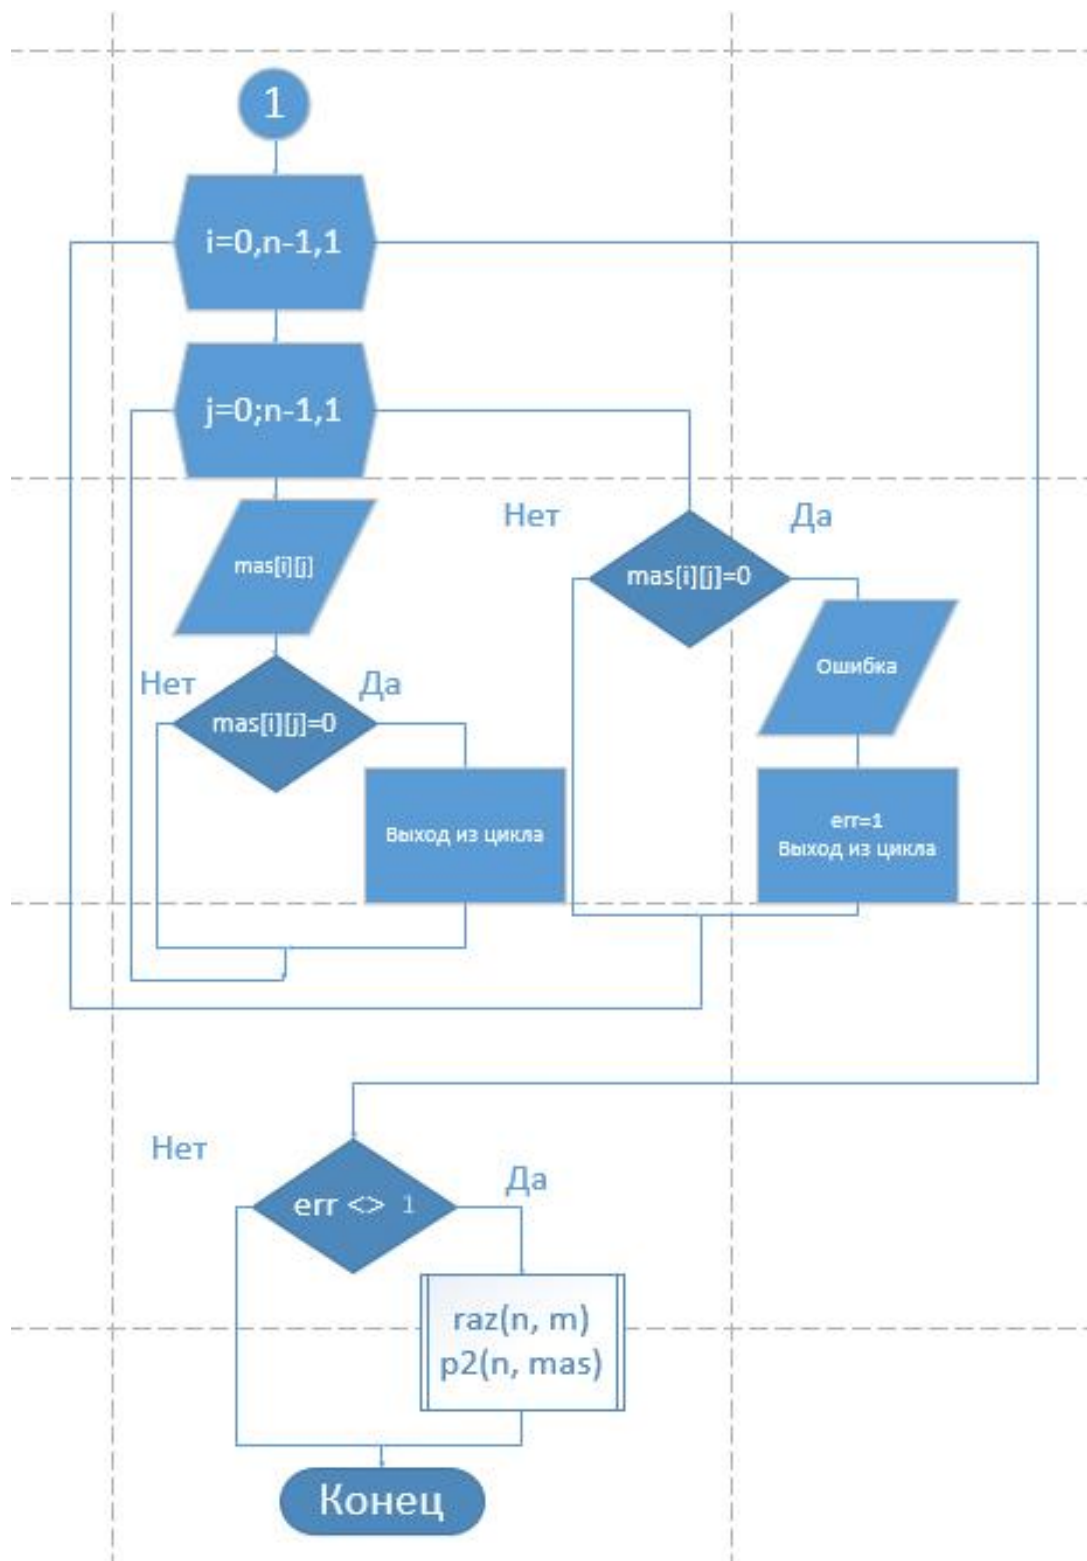 1
i=0,n-1,1
j=0;n-1,1
mas[i][j]
Нет
Да
mas[i][j]=0
Выход из цикла
Нет
Да
mas[i][j]=0
Ошибка
err=1
Выход из цикла
Нет
Да
err <> 1
raz(n, m)
p2(n, mas)
Конец